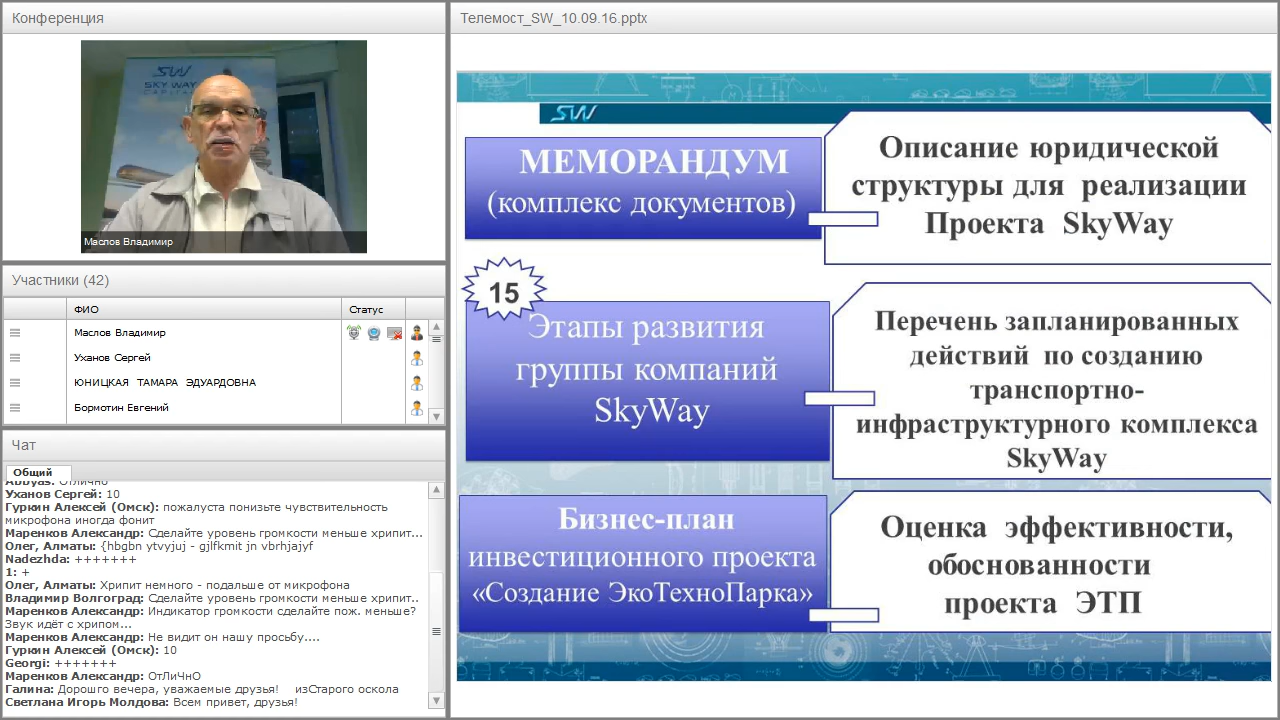 Конференция
SW
SKY WAY
CAPITAL
Маслов Владимир
Участники (42)
ФИО
Статус
Маслов Владимир
Уханов Сергей
ЮНИЦКАЯ ТАМАРА ЭДУАРДОВНА
Бормотин Евгений
Чат
Общий
Abbyas: ОтЛиЧнО
Уханов Сергей: 10
Гуркин Алексей (Омск): пожалуста понизьте чувствительность
микрофона иногда фонит
Маренков Александр: Сделайте уровень громкости меньше хрипит...
Олег, Алматы: {hbgbn ytvyjuj - gjlfkmit jn vbrhjajyf
Nadezhda: +++++++
1: +
Олег, Алматы: Хрипит немного - подальше от микрофона
Владимир Волгоград: Сделайте уровень громкости меньше хрипит..
Маренков Александр: Индикатор громкости сделайте пож. меньше?
Звук идёт с хрипом...
Маренков Александр: Не видит он нашу просьбу....
Гуркин Алексей (Омск): 10
Georgi: +++++++
Маренков Александр: ОтЛиЧнО
Галина: Дорошго вечера, уважаемые друзья! изСтарого оскола
Светлана Игорь Молдова: Всем привет, друзья!
Телемост_SW_10.09.16.pptx
SW
МЕМОРАНДУМ
(комплекс документов)
Описание юридической
структуры для реализации
Проекта SkyWay
15
Этапы развития
группы компаний
SkyWay
Перечень запланированных
действий по созданию
транспортно-
инфраструктурного комплекса
SkyWay
Бизнес-план
инвестиционного проекта
«Создание ЭкоТехноПарка»
Оценка эффективности,
обоснованности
проекта ЭТП